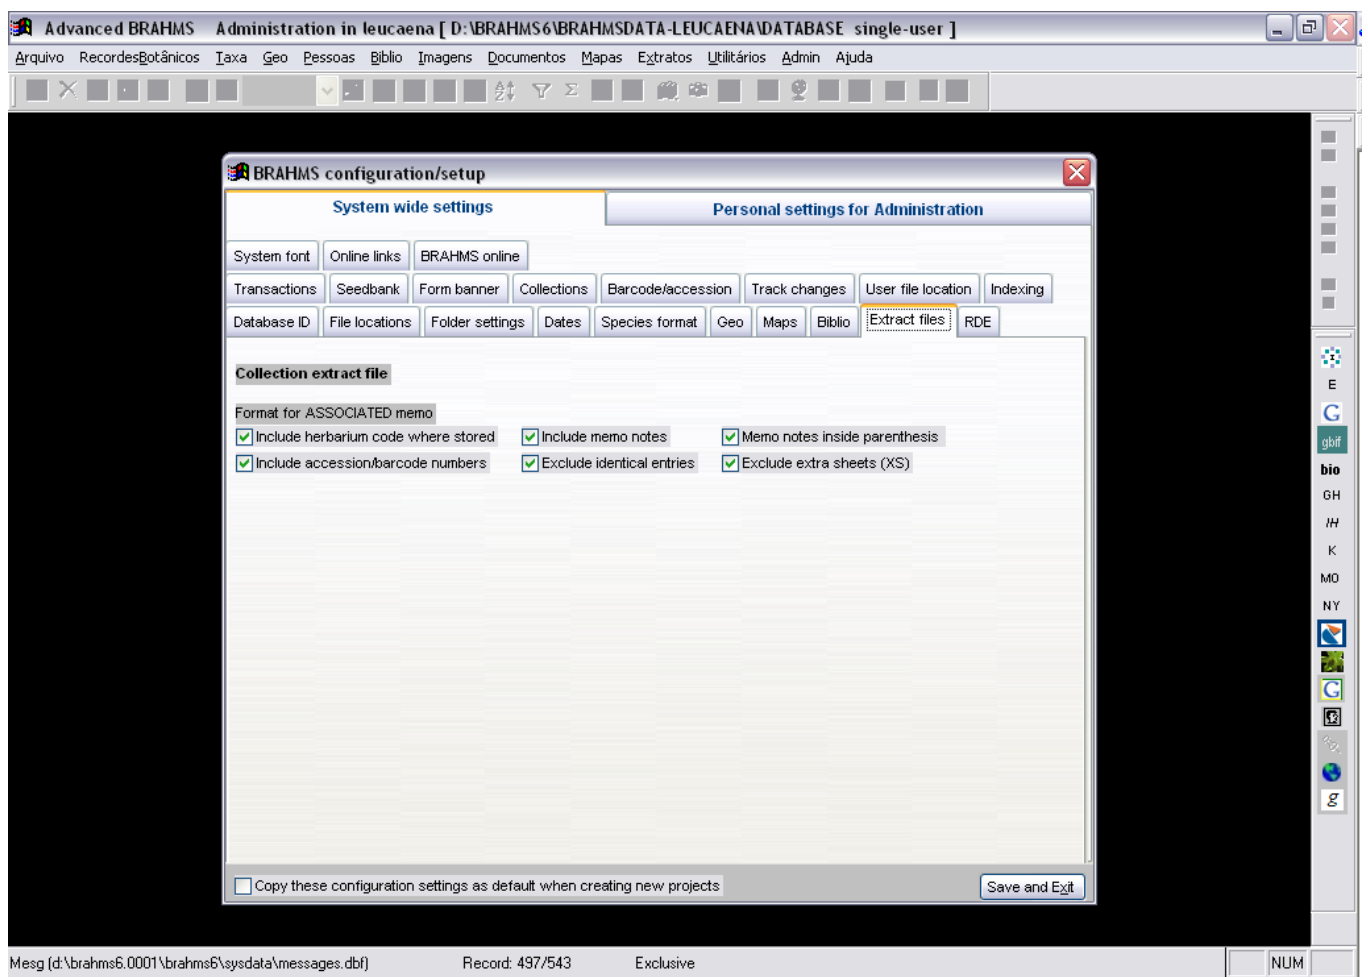 Advanced BRAHMS Administration in leucaena [ D:\BRAHMS6\BRAHMSDATA-LEUCAENA\DATABASE single-user ]
Arquivo RecordesBotânicos Taxa Geo Pessoas Biblio Imagens Documentos Mapas Extratos Utilitários Admin Ajuda
BRAHMS configuration/setup
System wide settings Personal settings for Administration
System font Online links BRAHMS online
Transactions Seedbank Form banner Collections Barcode/accession Track changes User file location Indexing
Database ID File locations Folder settings Dates Species format Geo Maps Biblio Extract files RDE
Collection extract file
Format for ASSOCIATED memo
Include herbarium code where stored Include memo notes Memo notes inside parenthesis
Include accession/barcode numbers Exclude identical entries Exclude extra sheets (XS)
Copy these configuration settings as default when creating new projects Save and Exit
E
G
gbif
bio
GH
IH
K
MO
NY
G
g
Mesg (d:\brahms6.0001\brahms6\sysdata\messages.dbf) Record: 497/543 Exclusive NUM